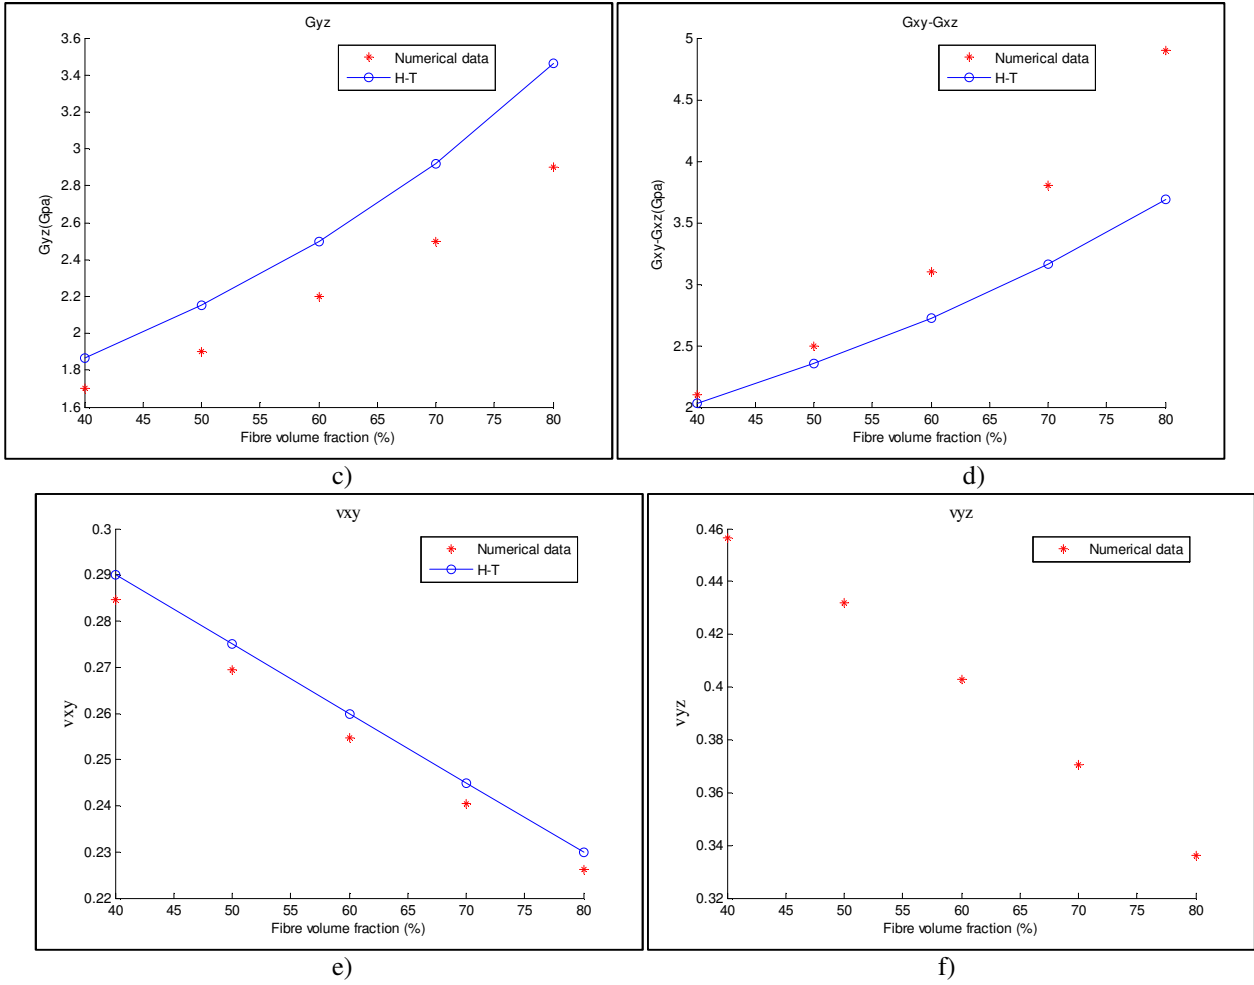 Gyz
Numerical data
H-T
3.6
3.4
3.2
3
2.8
2.6
2.4
2.2
2
1.8
1.6
Gyz(Gpa)
40 45 50 55 60 65 70 75 80
Fibre volume fraction (%)
c)
Gxy-Gxz
Numerical data
H-T
5
4.5
4
3.5
3
2.5
2
Gxy-Gxz(Gpa)
40 45 50 55 60 65 70 75 80
Fibre volume fraction (%)
d)
vxy
Numerical data
H-T
0.3
0.29
0.28
0.27
0.26
0.25
0.24
0.23
0.22
vxy
40 45 50 55 60 65 70 75 80
Fibre volume fraction (%)
e)
vyz
Numerical data
0.46
0.44
0.42
0.4
0.38
0.36
0.34
0.32
vyz
40 45 50 55 60 65 70 75 80
Fibre volume fraction (%)
f)